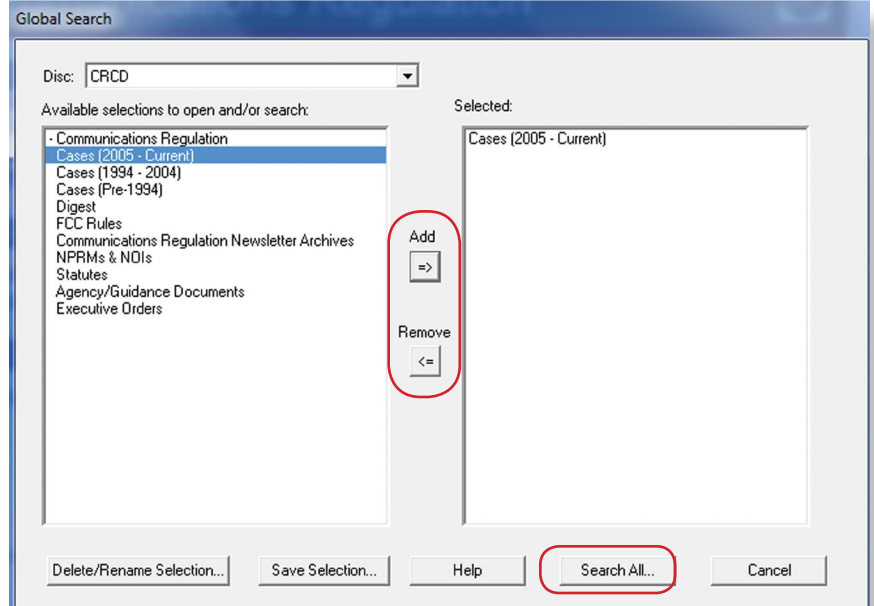 Global Search
Disc: CRCD
Available selections to open and/or search:
- Communications Regulation
Cases (2005 - Current)
Cases (1994 - 2004)
Cases (Pre-1994)
Digest
FCC Rules
Communications Regulation Newsletter Archives
NPRMs & NOIs
Statutes
Agency/Guidance Documents
Executive Orders
Add
=>
Remove
<=
Selected:
Cases (2005 - Current)
Delete/Rename Selection...
Save Selection...
Help
Search All...
Cancel